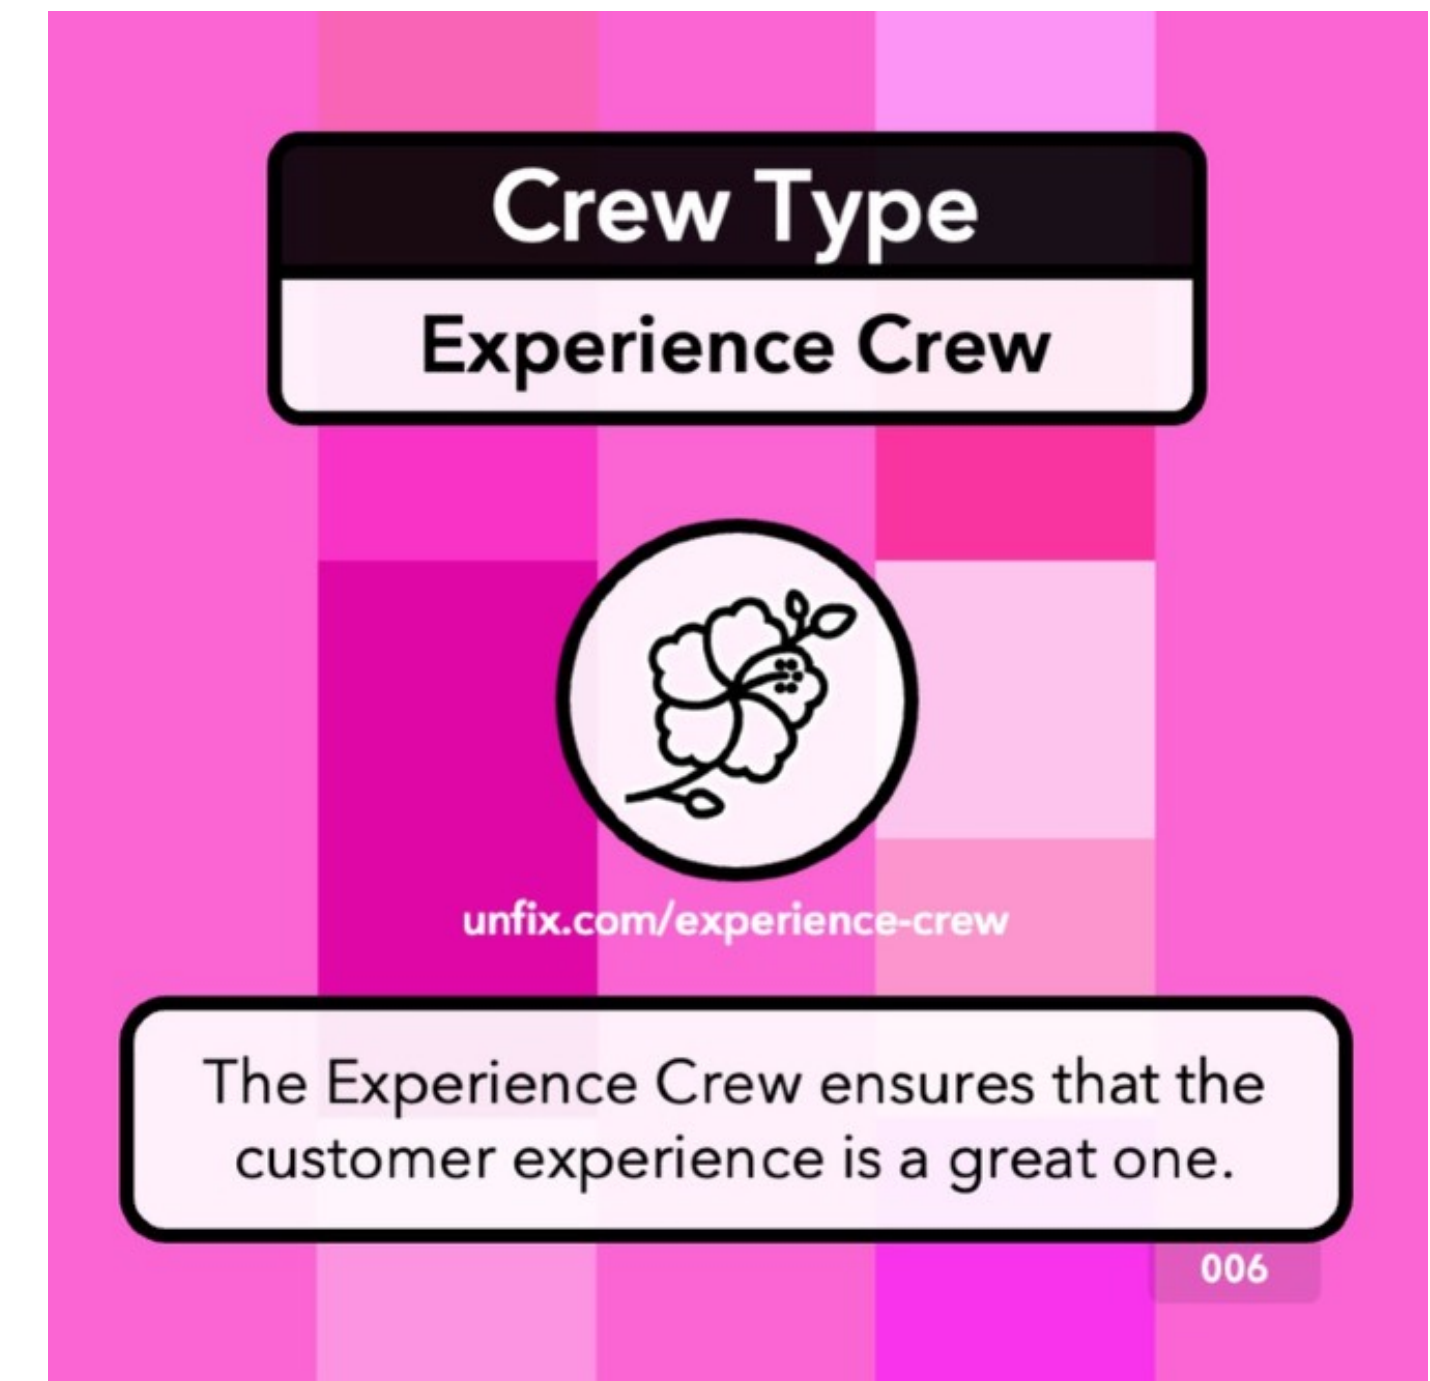 Crew Type
Experience Crew
unfix.com/experience-crew
The Experience Crew ensures that the
customer experience is a great one.
006